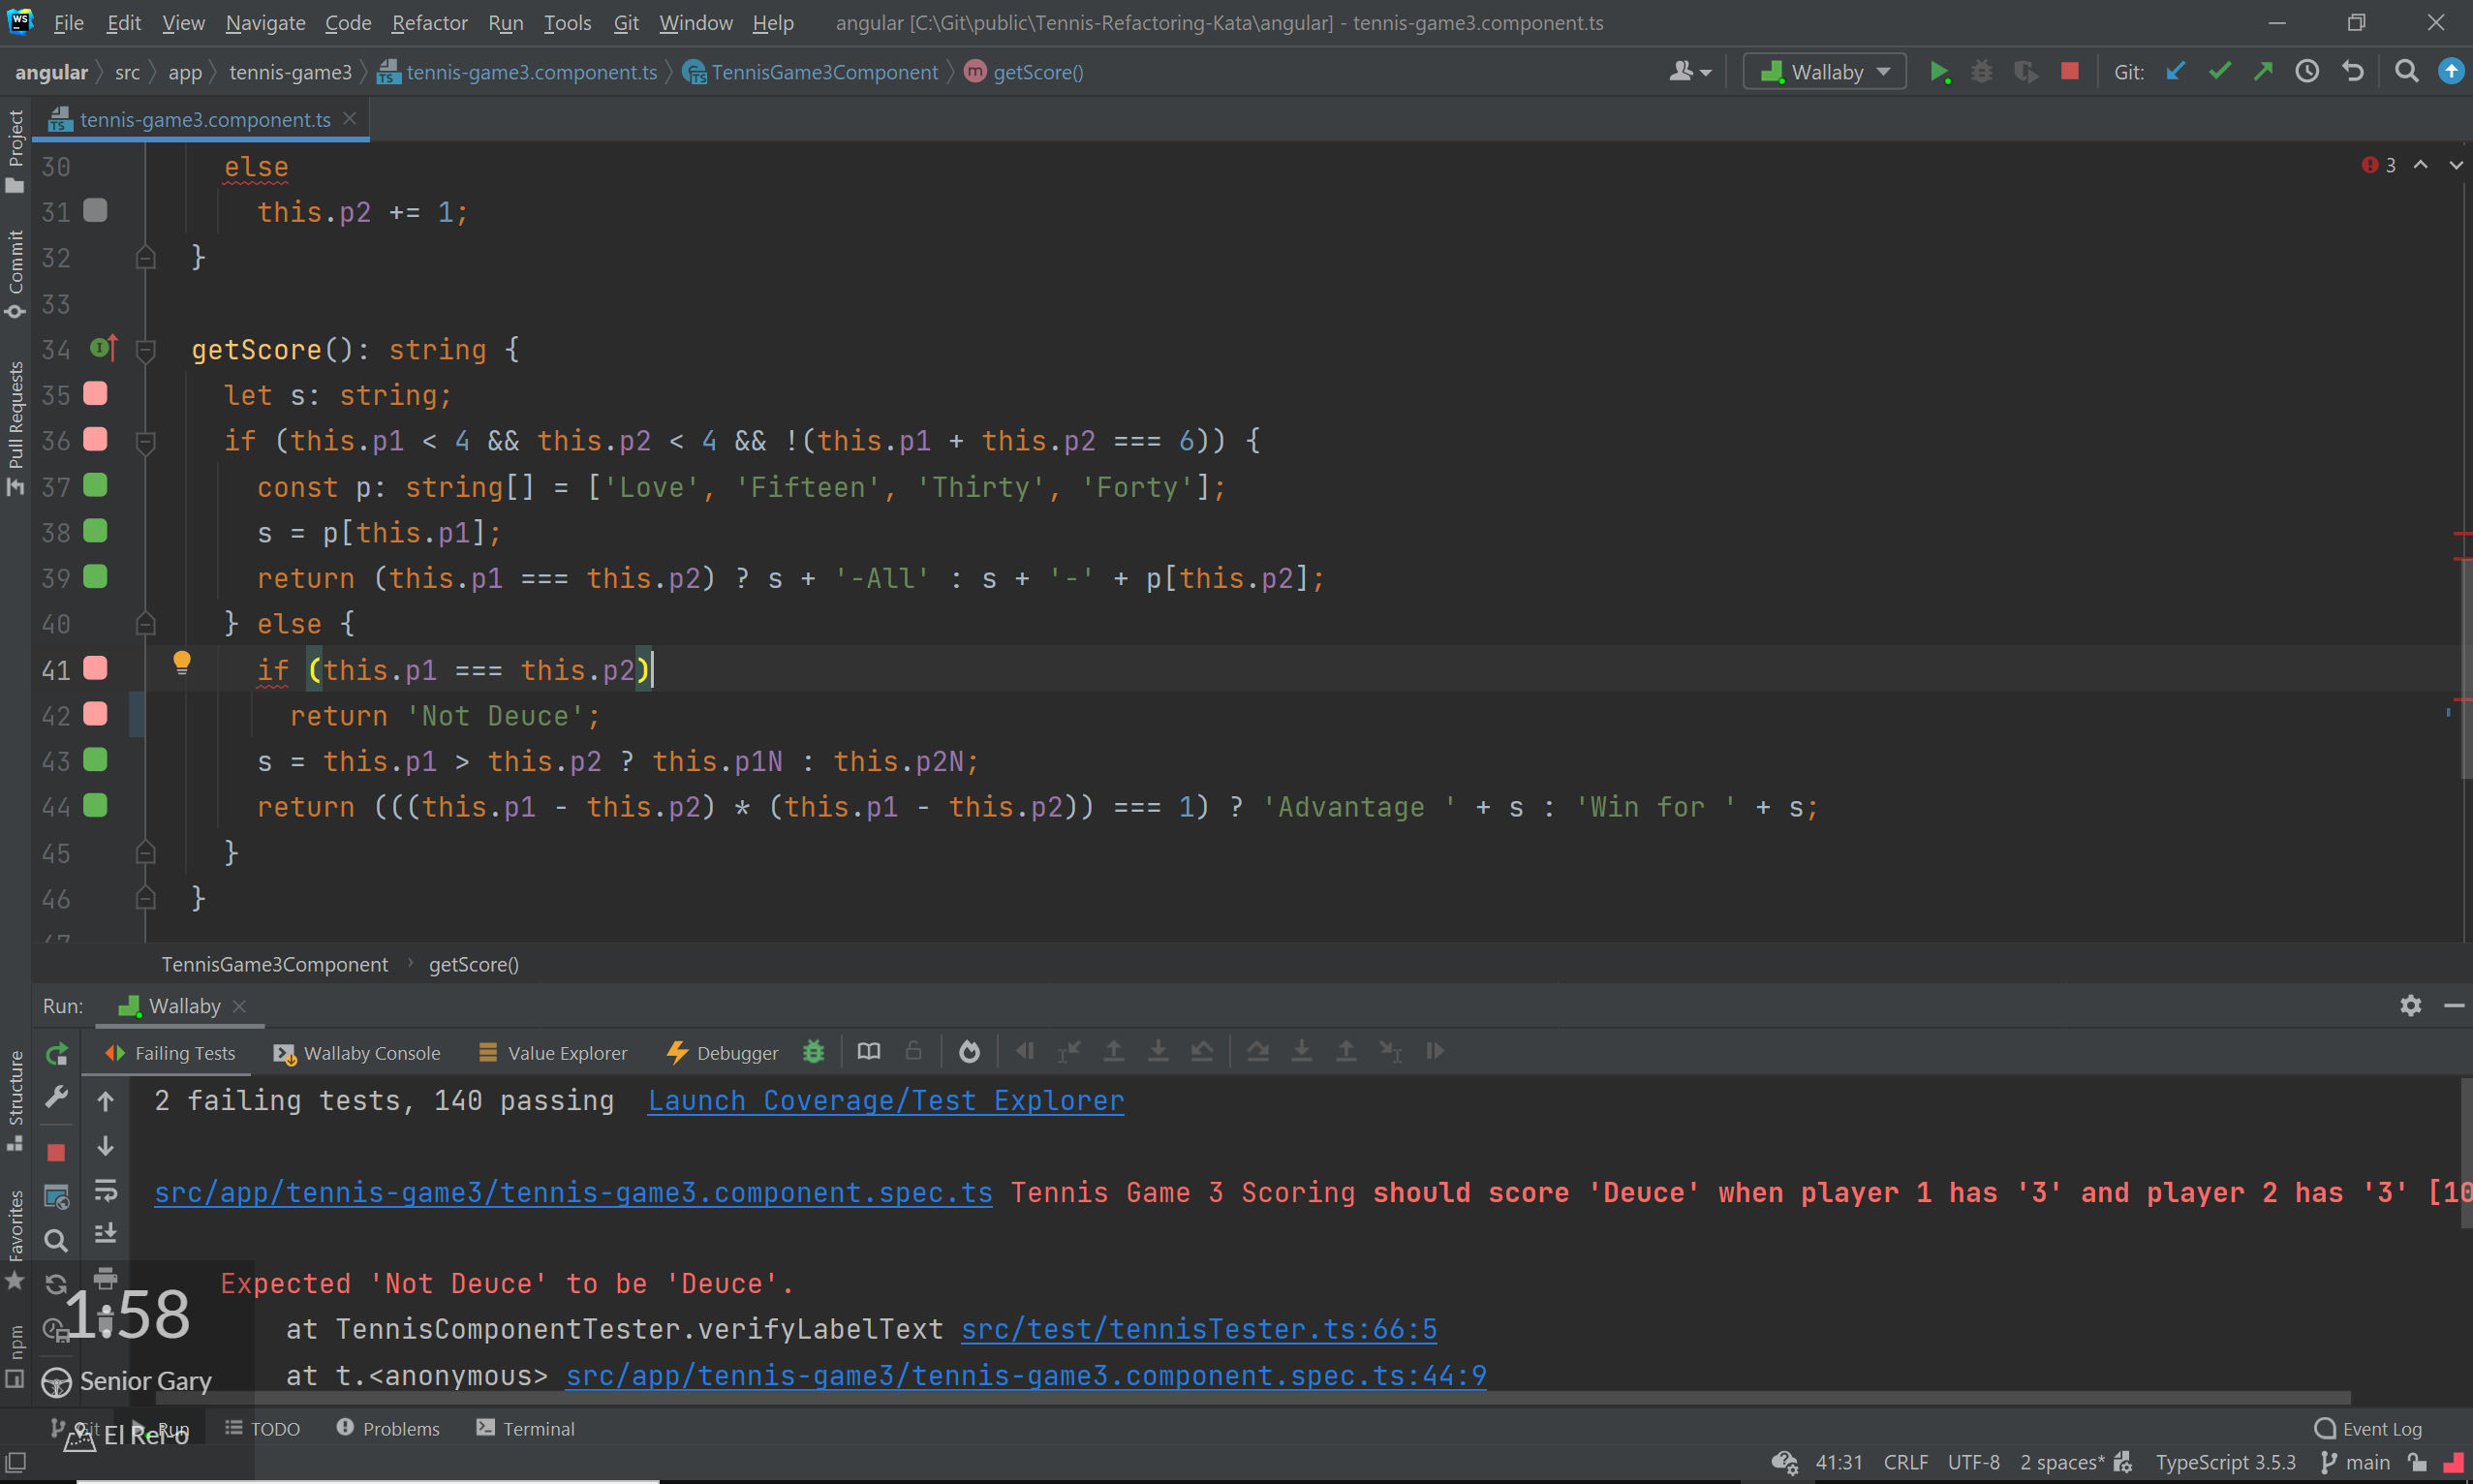 WS File Edit View Navigate Code Refactor Run Tools Git Window Help angular [C:\Git\public\Tennis-Refactoring-Kata\angular] - tennis-game3.component.ts
angular src app tennis-game3 TS tennis-game3.component.ts TS TennisGame3Component m getScore() Wallaby Git:
TS tennis-game3.component.ts
Project
Commit
Pull Requests
3
30 else
31 this.p2 += 1;
32 }
33
34 getScore(): string {
35 let s: string;
36 if (this.p1 < 4 && this.p2 < 4 && !(this.p1 + this.p2 === 6)) {
37 const p: string[] = ['Love', 'Fifteen', 'Thirty', 'Forty'];
38 s = p[this.p1];
39 return (this.p1 === this.p2) ? s + '-All' : s + '-' + p[this.p2];
40 } else {
41 if (this.p1 === this.p2)
42 return 'Not Deuce';
43 s = this.p1 > this.p2 ? this.p1N : this.p2N;
44 return (((this.p1 - this.p2) * (this.p1 - this.p2)) === 1) ? 'Advantage ' + s : 'Win for ' + s;
45 }
46 }
47
TennisGame3Component getScore()
Run: Wallaby
Structure
Favorites
npm
Failing Tests Wallaby Console Value Explorer Debugger
2 failing tests, 140 passing Launch Coverage/Test Explorer
src/app/tennis-game3/tennis-game3.component.spec.ts Tennis Game 3 Scoring should score 'Deuce' when player 1 has '3' and player 2 has '3' [10
Expected 'Not Deuce' to be 'Deuce'.
at TennisComponentTester.verifyLabelText src/test/tennisTester.ts:66:5
at t.<anonymous> src/app/tennis-game3/tennis-game3.component.spec.ts:44:9
1:58
Senior Gary
Git Run TODO Problems Terminal Event Log
41:31 CRLF UTF-8 2 spaces* TypeScript 3.5.3 main